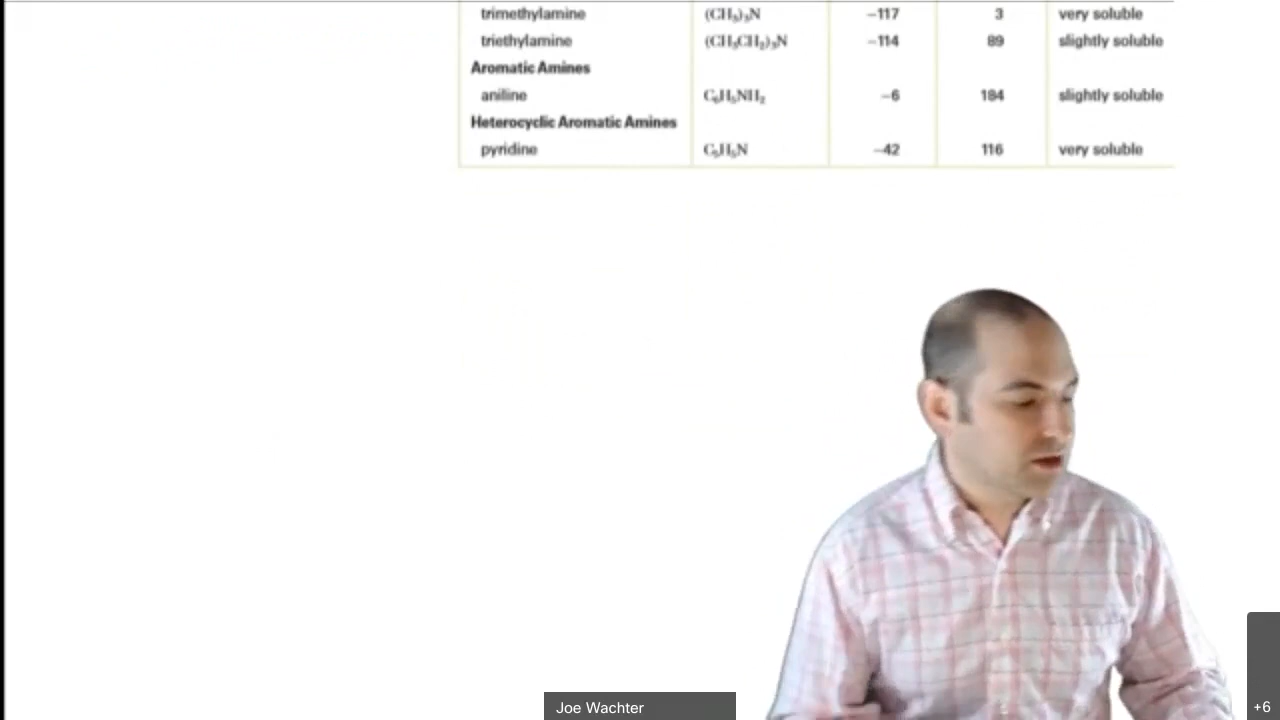 trimethylamine (CH₃)₃N −117 3 very soluble
triethylamine (CH₃CH₂)₃N −114 89 slightly soluble
Aromatic Amines
aniline C₆H₅NH₂ −6 184 slightly soluble
Heterocyclic Aromatic Amines
pyridine C₅H₅N −42 116 very soluble
Joe Wachter
+6